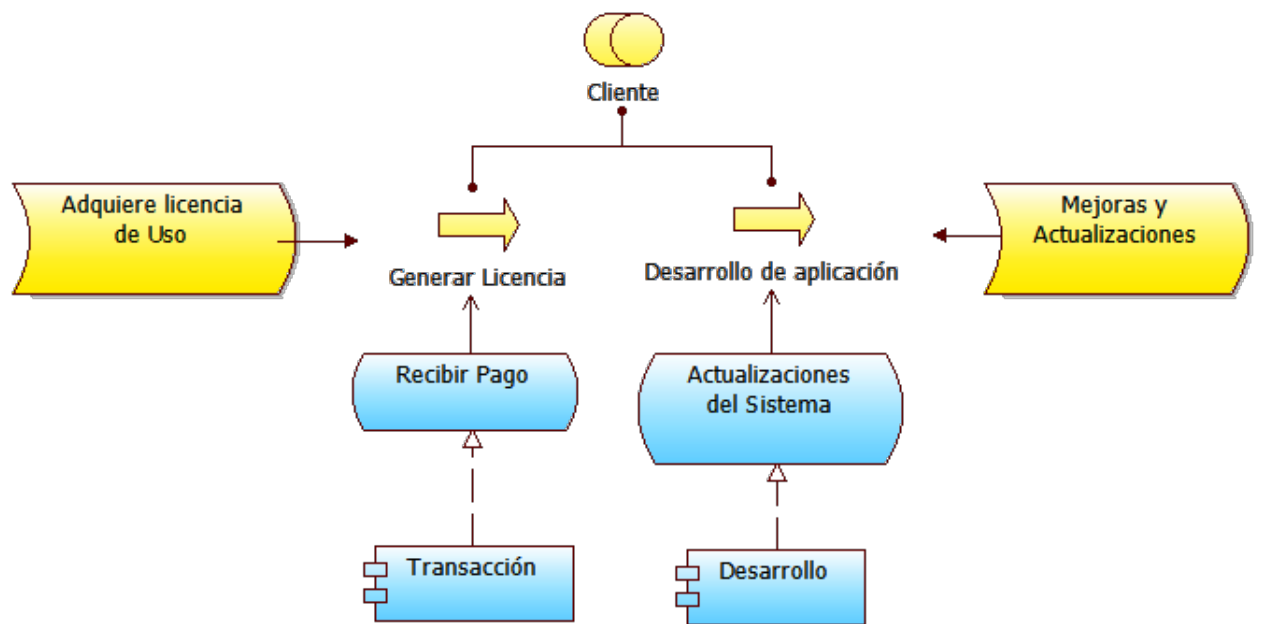 Cliente
Adquiere licencia
de Uso
Mejoras y
Actualizaciones
Generar Licencia
Desarrollo de aplicación
Recibir Pago
Actualizaciones
del Sistema
Transacción
Desarrollo